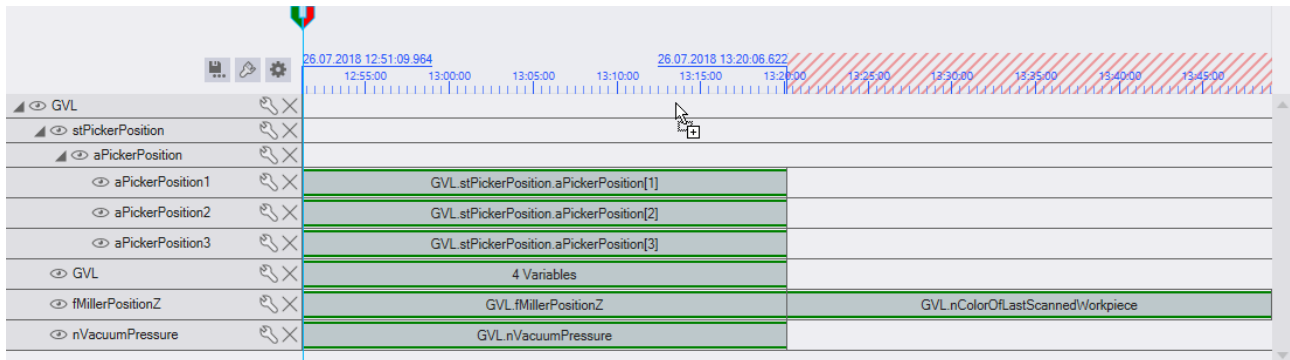 26.07.2018 12:51:09.964 26.07.2018 13:20:06.622
12:55:00 13:00:00 13:05:00 13:10:00 13:15:00 13:20:00 13:25:00 13:30:00 13:35:00 13:40:00 13:45:00
GVL
stPickerPosition
aPickerPosition
aPickerPosition1 GVL.stPickerPosition.aPickerPosition[1]
aPickerPosition2 GVL.stPickerPosition.aPickerPosition[2]
aPickerPosition3 GVL.stPickerPosition.aPickerPosition[3]
GVL 4 Variables
fMillerPositionZ GVL.fMillerPositionZ GVL.nColorOfLastScannedWorkpiece
nVacuumPressure GVL.nVacuumPressure